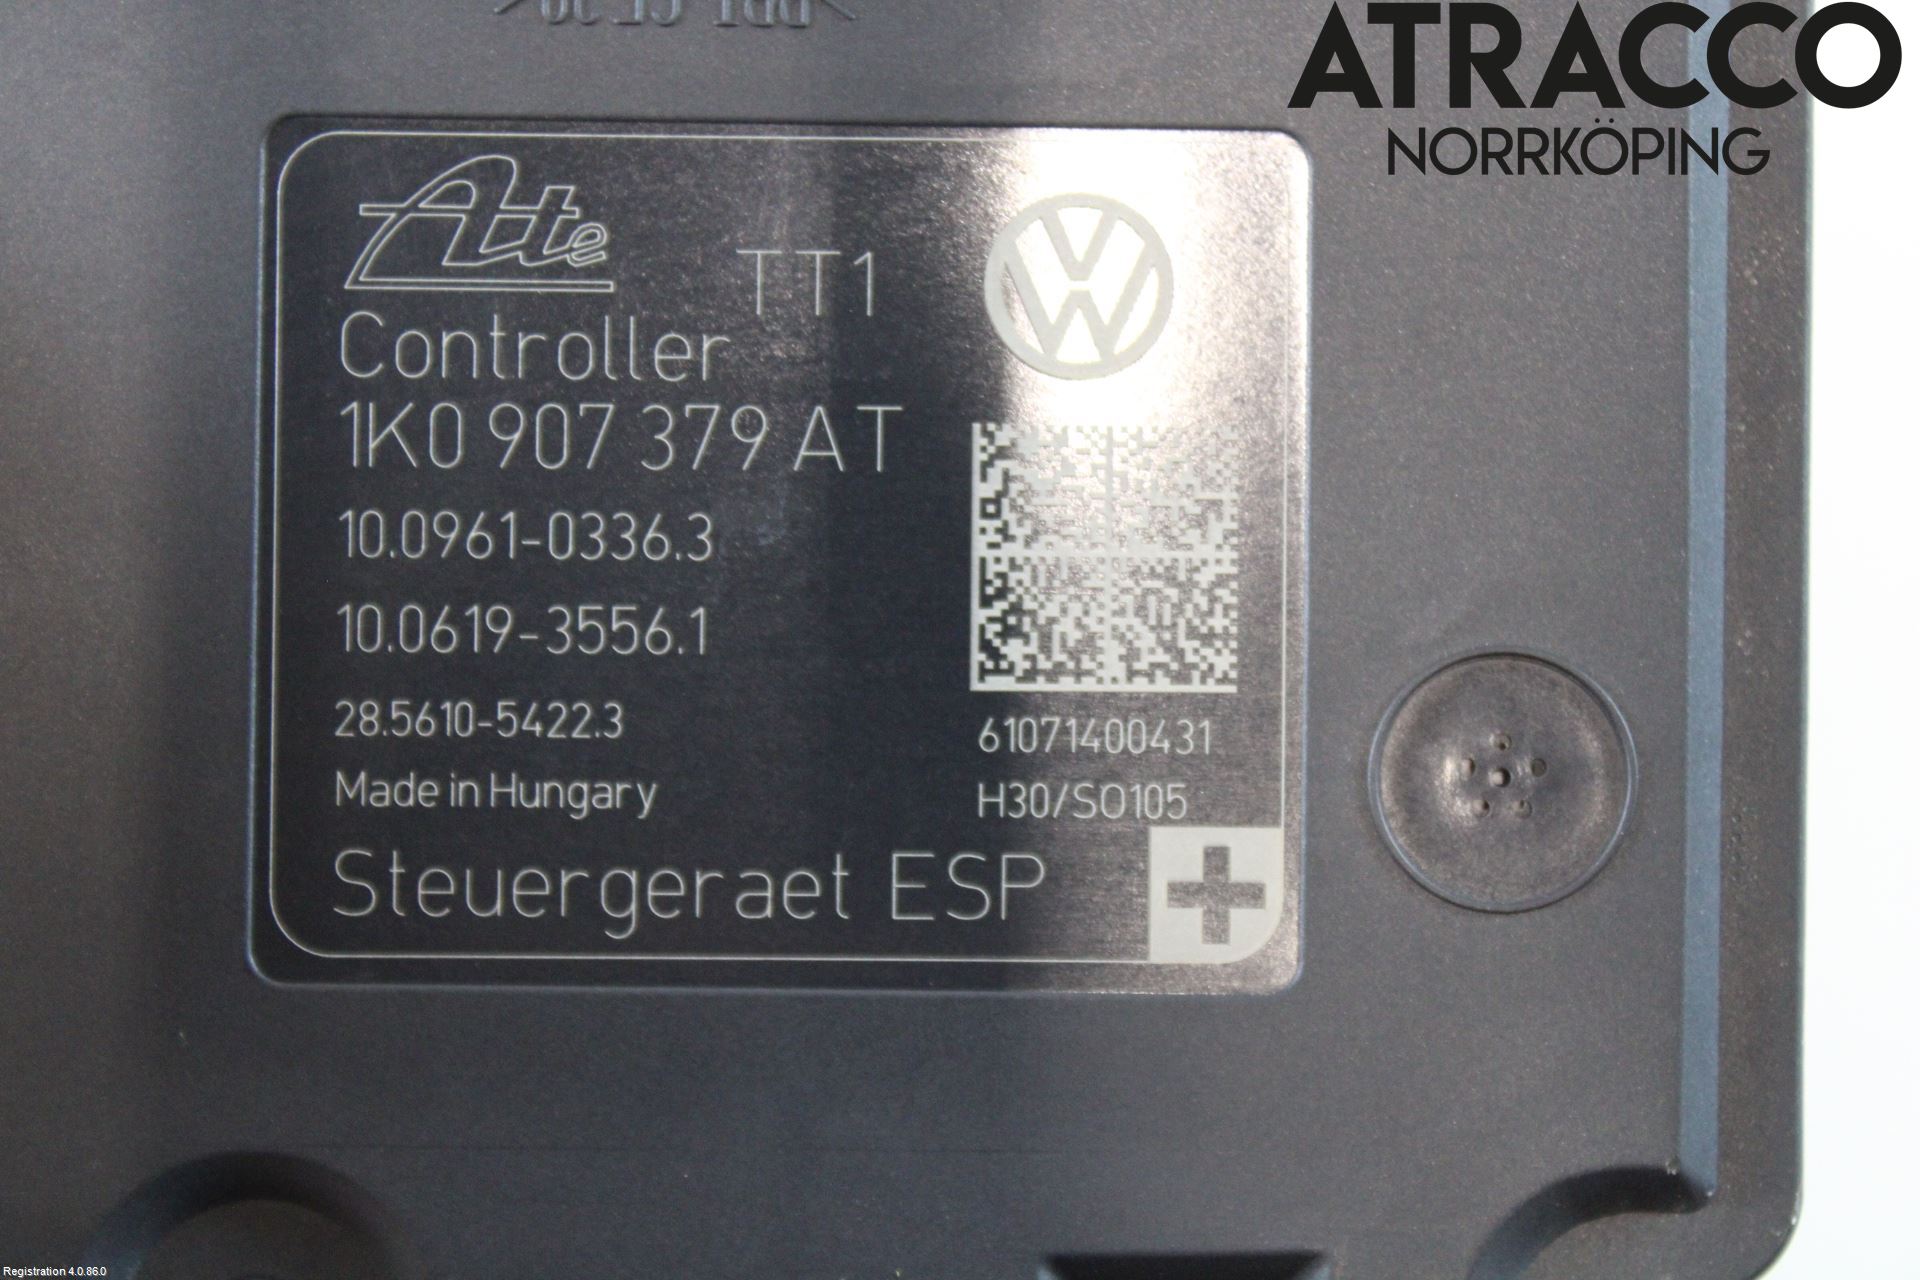 ATRACCO
NORRKÖPING
Ate
TT1
Controller
1K0 907 379 AT
10.0961-0336.3
10.0619-3556.1
28.5610-5422.3
61071400431
Made in Hungary
H30/SO105
Steuergeraet ESP
Registration 4.0.86.0